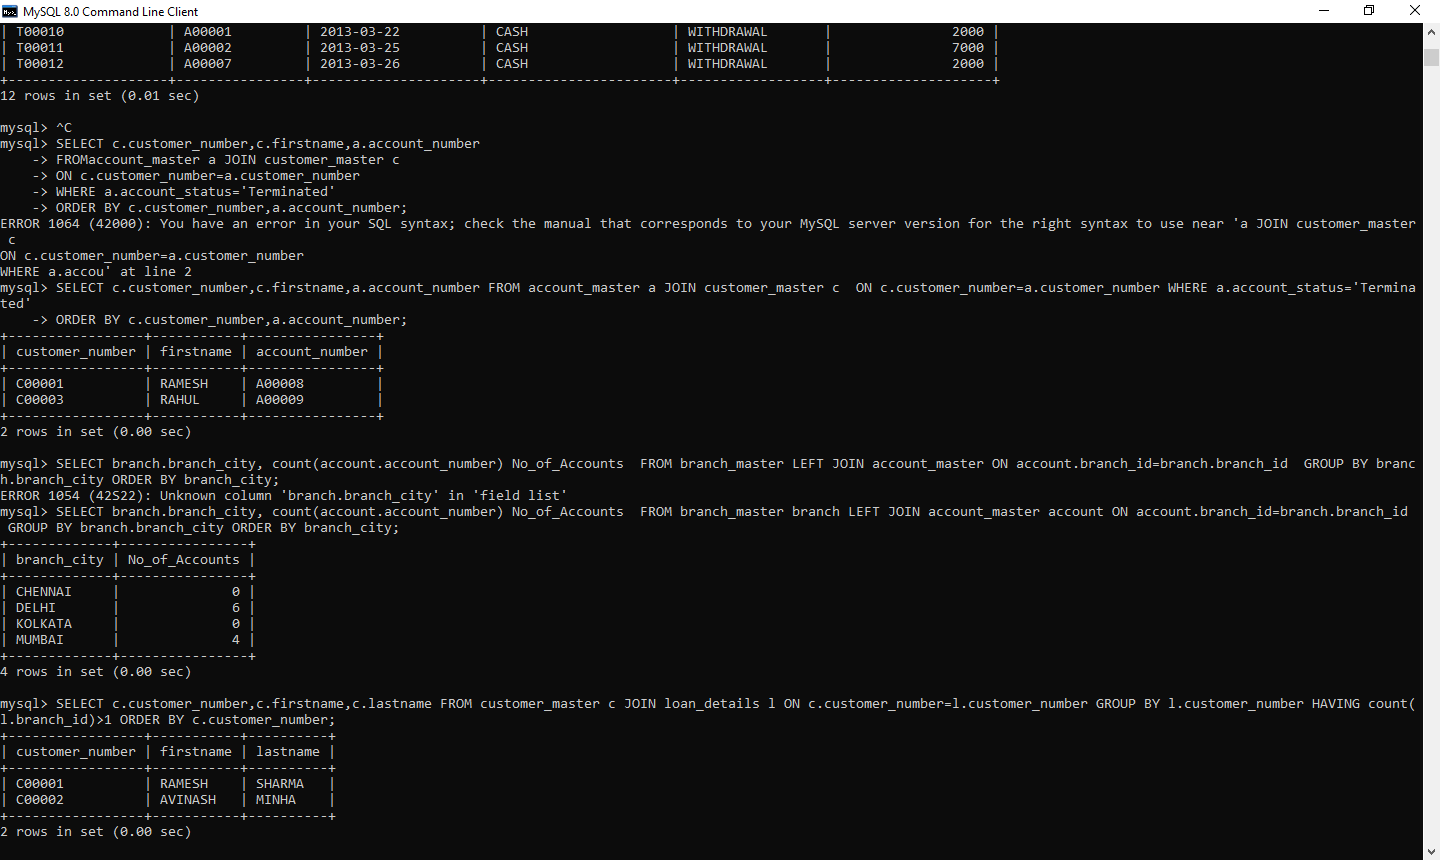 MySQL 8.0 Command Line Client
| T00010             | A00001         | 2013-03-22         | CASH                  | WITHDRAWAL       |               2000 |
| T00011             | A00002         | 2013-03-25         | CASH                  | WITHDRAWAL       |               7000 |
| T00012             | A00007         | 2013-03-26         | CASH                  | WITHDRAWAL       |               2000 |
+--------------------+----------------+---------------------+-----------------------+------------------+--------------------+
12 rows in set (0.01 sec)

mysql> ^C
mysql> SELECT c.customer_number,c.firstname,a.account_number
    -> FROMaccount_master a JOIN customer_master c
    -> ON c.customer_number=a.customer_number
    -> WHERE a.account_status='Terminated'
    -> ORDER BY c.customer_number,a.account_number;
ERROR 1064 (42000): You have an error in your SQL syntax; check the manual that corresponds to your MySQL server version for the right syntax to use near 'a JOIN customer_master
 c
ON c.customer_number=a.customer_number
WHERE a.accou' at line 2
mysql> SELECT c.customer_number,c.firstname,a.account_number FROM account_master a JOIN customer_master c  ON c.customer_number=a.customer_number WHERE a.account_status='Termina
ted'
    -> ORDER BY c.customer_number,a.account_number;
+-----------------+-----------+----------------+
| customer_number | firstname | account_number |
+-----------------+-----------+----------------+
| C00001          | RAMESH    | A00008         |
| C00003          | RAHUL     | A00009         |
+-----------------+-----------+----------------+
2 rows in set (0.00 sec)

mysql> SELECT branch.branch_city, count(account.account_number) No_of_Accounts  FROM branch_master LEFT JOIN account_master ON account.branch_id=branch.branch_id  GROUP BY branc
h.branch_city ORDER BY branch_city;
ERROR 1054 (42S22): Unknown column 'branch.branch_city' in 'field list'
mysql> SELECT branch.branch_city, count(account.account_number) No_of_Accounts  FROM branch_master branch LEFT JOIN account_master account ON account.branch_id=branch.branch_id
 GROUP BY branch.branch_city ORDER BY branch_city;
+-------------+----------------+
| branch_city | No_of_Accounts |
+-------------+----------------+
| CHENNAI     |              0 |
| DELHI       |              6 |
| KOLKATA     |              0 |
| MUMBAI      |              4 |
+-------------+----------------+
4 rows in set (0.00 sec)

mysql> SELECT c.customer_number,c.firstname,c.lastname FROM customer_master c JOIN loan_details l ON c.customer_number=l.customer_number GROUP BY l.customer_number HAVING count(
l.branch_id)>1 ORDER BY c.customer_number;
+-----------------+-----------+----------+
| customer_number | firstname | lastname |
+-----------------+-----------+----------+
| C00001          | RAMESH    | SHARMA   |
| C00002          | AVINASH   | MINHA    |
+-----------------+-----------+----------+
2 rows in set (0.00 sec)